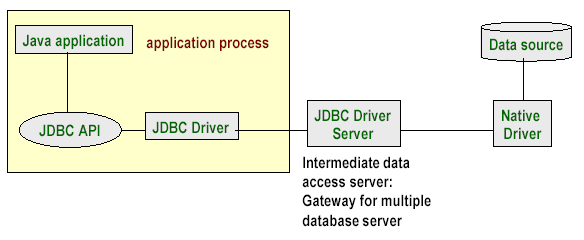 Java application
application process
Data source
JDBC API
JDBC Driver
JDBC Driver
Server
Native
Driver
Intermediate data
access server:
Gateway for multiple
database server